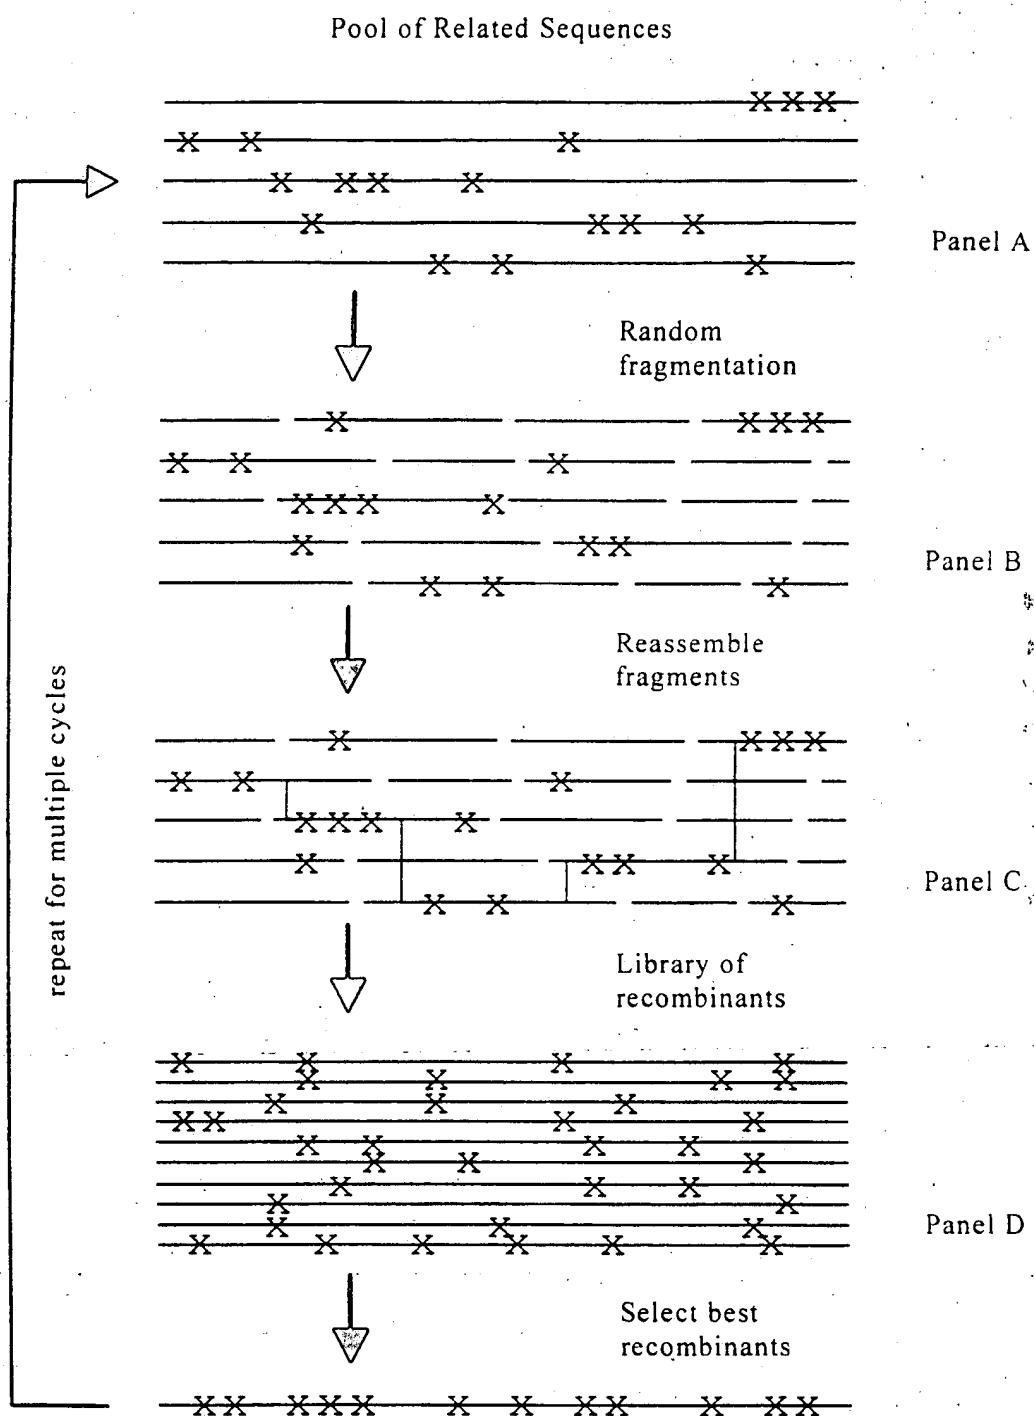 Pool of Related Sequences
X X X
X X X
X X X X
Panel A
X X X X
X X X
Random
fragmentation
X X X X
X X X
X X X X
Panel B
X X X
X X X
Reassemble
fragments
repeat for multiple cycles
X X X X
X X X
X X X X
X X X X
Panel C
X X X
Library of
recombinants
X X X X
X X X X
X X X
X X X X
X X X X
X X X
X X X
X X
X X X
Panel D
X X X X X X
Select best
recombinants
X X X X X X X X X X X X